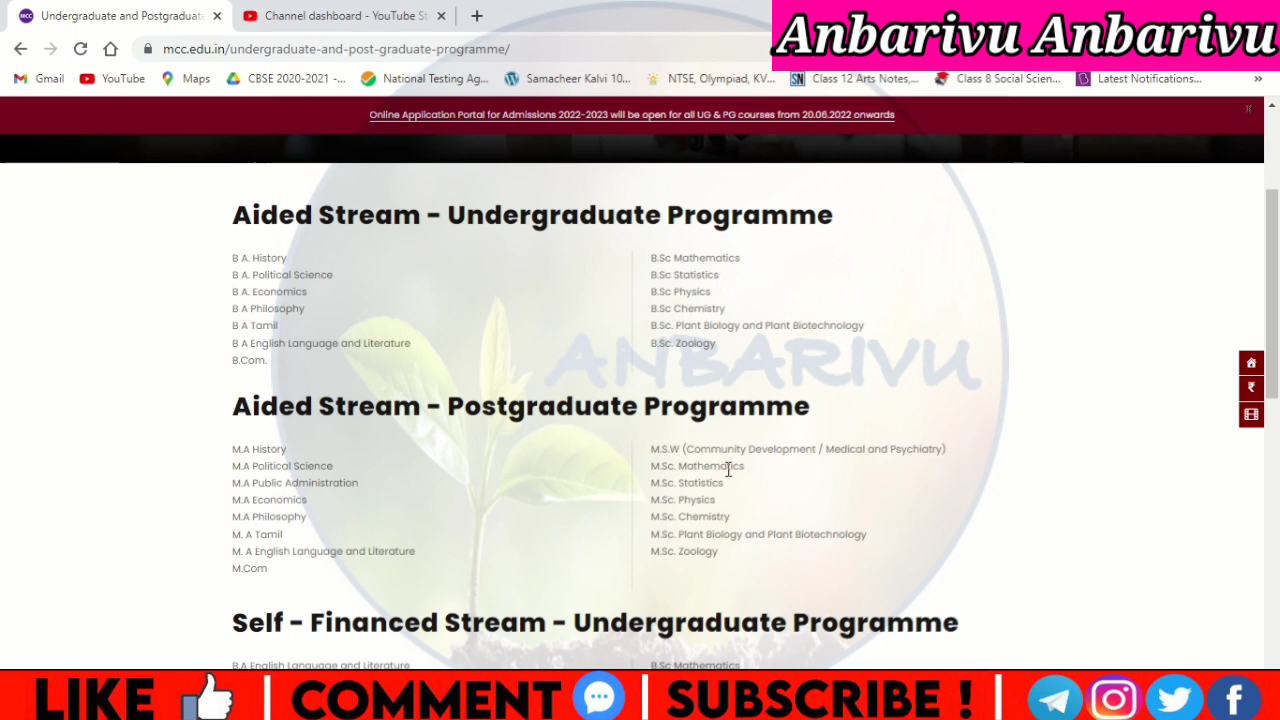 Undergraduate and Postgraduate
Channel dashboard - YouTube St
Anbarivu Anbarivu
mcc.edu.in/undergraduate-and-post-graduate-programme/
Gmail
YouTube
Maps
CBSE 2020-2021 -...
National Testing Ag...
Samacheer Kalvi 10...
NTSE, Olympiad, KV...
SN
Class 12 Arts Notes,...
Class 8 Social Scien...
Latest Notifications...
»
Online Application Portal for Admissions 2022-2023 will be open for all UG & PG courses from 20.06.2022 onwards
Aided Stream - Undergraduate Programme
B A. History
B A. Political Science
B A. Economics
B A Philosophy
B A Tamil
B A English Language and Literature
B.Com.
B.Sc Mathematics
B.Sc Statistics
B.Sc Physics
B.Sc Chemistry
B.Sc. Plant Biology and Plant Biotechnology
B.Sc. Zoology
ANBARIVU
Aided Stream - Postgraduate Programme
M.A History
M.A Political Science
M.A Public Administration
M.A Economics
M.A Philosophy
M. A Tamil
M. A English Language and Literature
M.Com
M.S.W (Community Development / Medical and Psychiatry)
M.Sc. Mathematics
M.Sc. Statistics
M.Sc. Physics
M.Sc. Chemistry
M.Sc. Plant Biology and Plant Biotechnology
M.Sc. Zoology
Self - Financed Stream - Undergraduate Programme
B.A English Language and Literature
B.Sc Mathematics
LIKE | COMMENT | SUBSCRIBE ! |